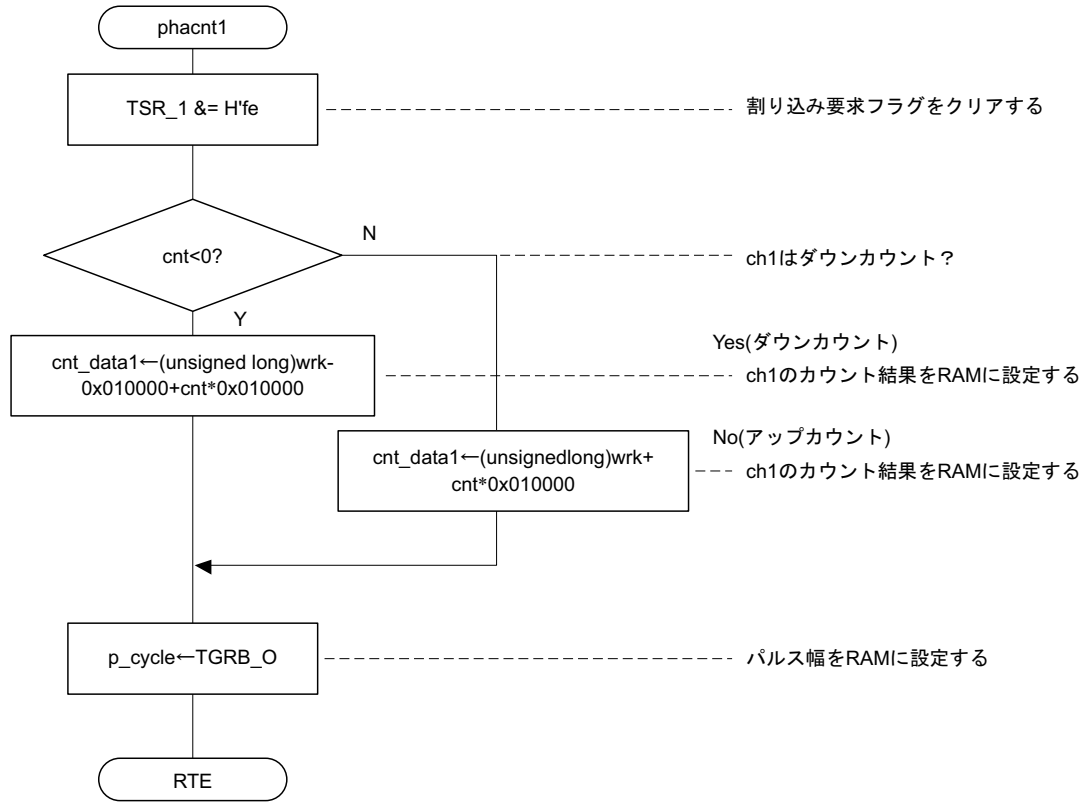 phacnt1
TSR_1 &= H'fe
割り込み要求フラグをクリアする
cnt<0?
N
ch1はダウンカウント？
Y
cnt_data1←(unsigned long)wrk-
0x010000+cnt*0x010000
Yes(ダウンカウント)
ch1のカウント結果をRAMに設定する
cnt_data1←(unsignedlong)wrk+
cnt*0x010000
No(アップカウント)
ch1のカウント結果をRAMに設定する
p_cycle←TGRB_O
パルス幅をRAMに設定する
RTE